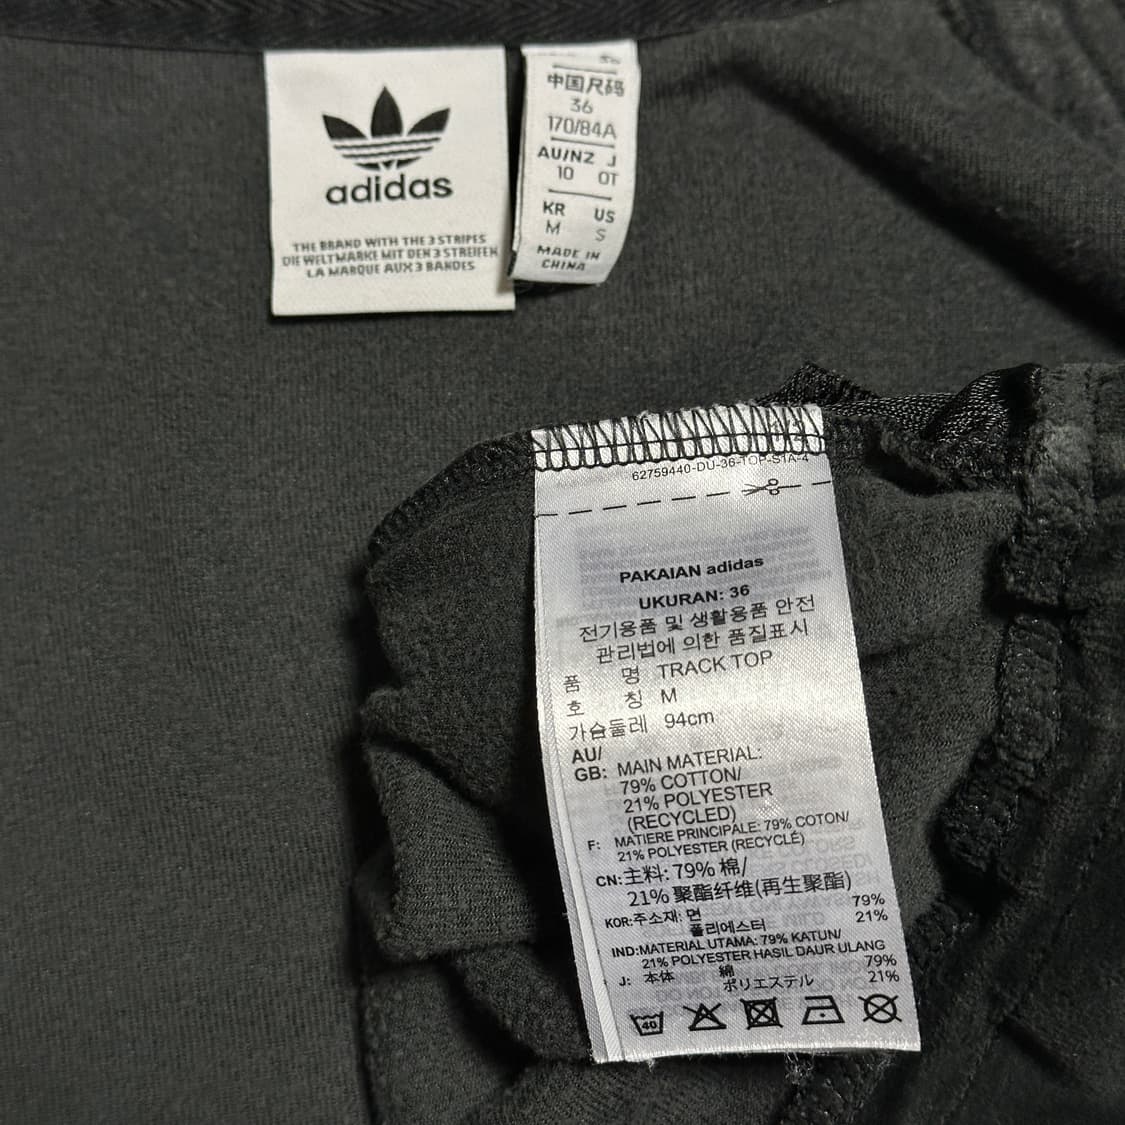 adidas
THE BRAND WITH THE 3 STRIPES
DIE WELTMARKE MIT DEN 3 STREIFEN
LA MARQUE AUX 3 BANDES
中国尺码
36
170/84A
AU/NZ J
10 OT
KR US
M S
MADE IN
CHINA
62759440-DU-36-TOP-S1A-4
PAKAIAN adidas
UKURAN: 36
전기용품 및 생활용품 안전
관리법에 의한 품질표시
품 명 TRACK TOP
호 칭 M
가슴둘레 94cm
AU/
GB: MAIN MATERIAL:
79% COTTON/
21% POLYESTER
(RECYCLED)
F: MATIERE PRINCIPALE: 79% COTON/
21% POLYESTER (RECYCLÉ)
CN: 主料: 79% 棉/
21% 聚酯纤维(再生聚酯)
KOR: 주소재: 면 79%
폴리에스터 21%
IND: MATERIAL UTAMA: 79% KATUN/
21% POLYESTER HASIL DAUR ULANG
J: 本体 綿 79%
ポリエステル 21%
40